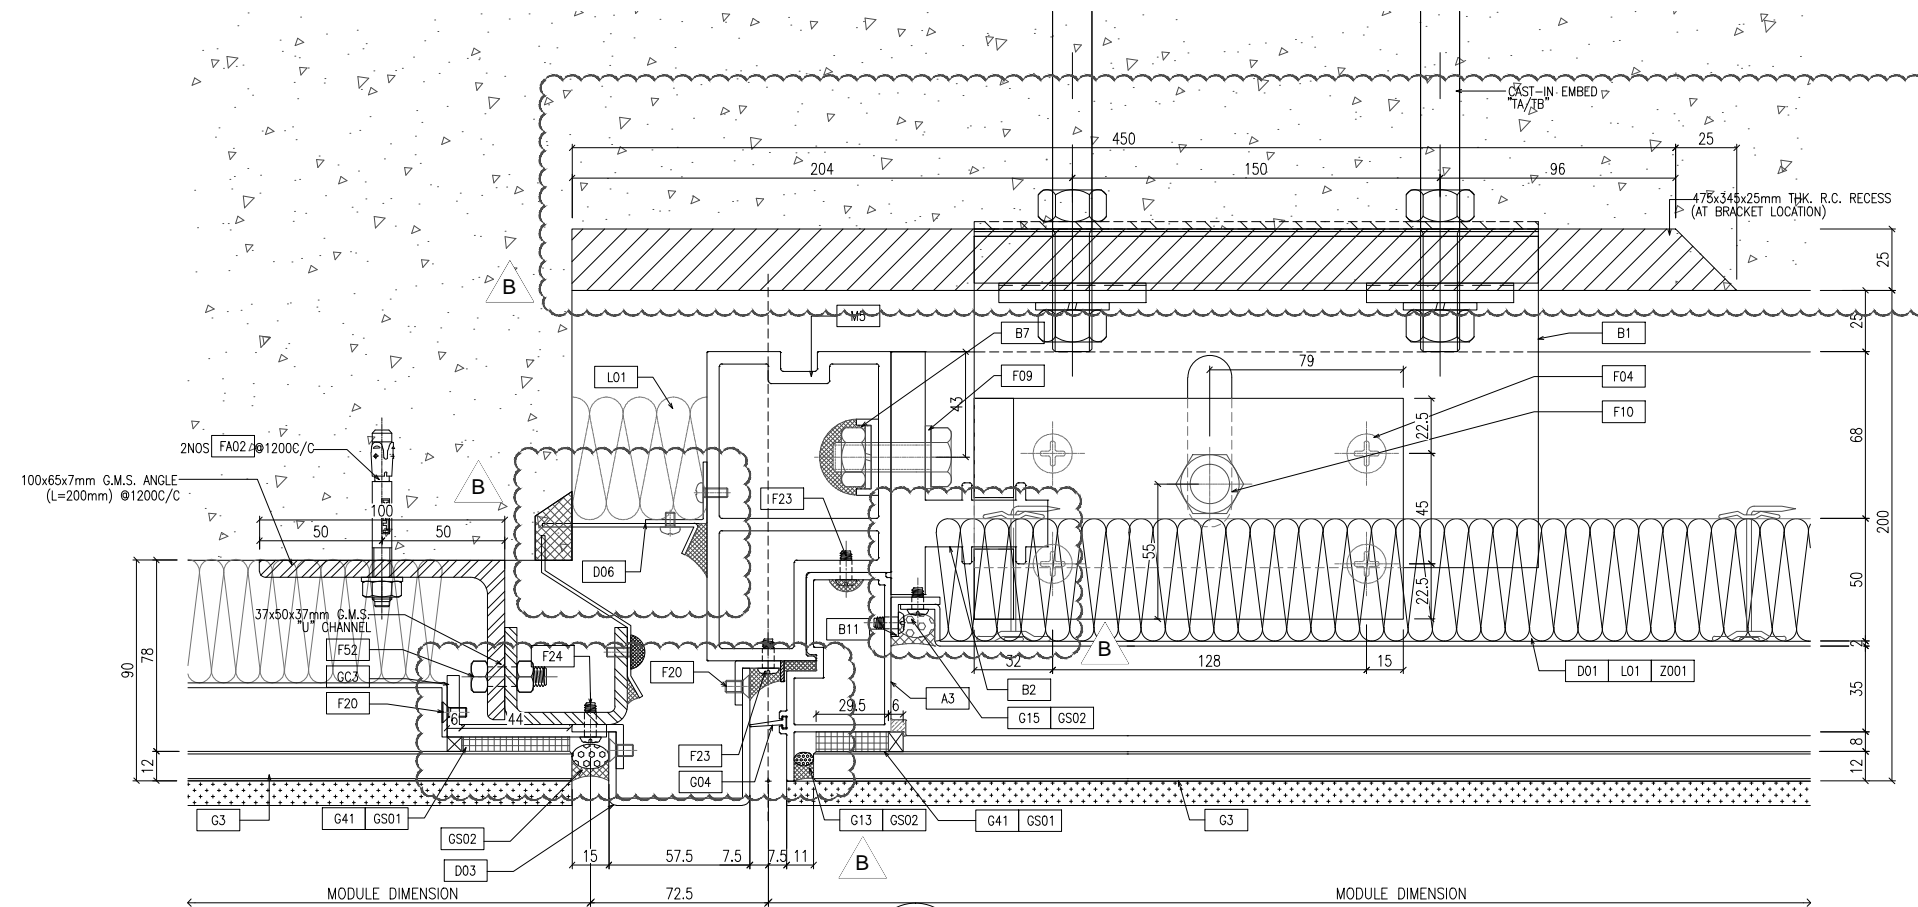 CAST-IN EMBED
"TA/TB"
450
25
204
150
96
475x345x25mm THK. R.C. RECESS
(AT BRACKET LOCATION)
25
B
M5
B7
25
B1
79
L01
F09
F04
43
F10
22.5
68
2NOS FA02 @1200C/C
100x65x7mm G.M.S. ANGLE
(L=200mm) @1200C/C
B
F23
100
50
50
45
200
55
D06
50
22.5
37x50x37mm G.M.S.
"U" CHANNEL
B11
B
F52
F24
2
90
78
GC3
F20
32
128
15
D01 L01 Z001
B2
A3
F20
35
6
44
29.5
6
G15 GS02
F23
8
12
G04
12
G3
G41 GS01
G13 GS02
G41 GS01
G3
GS02
15
57.5
7.5
7.5
11
B
D03
MODULE DIMENSION
72.5
MODULE DIMENSION